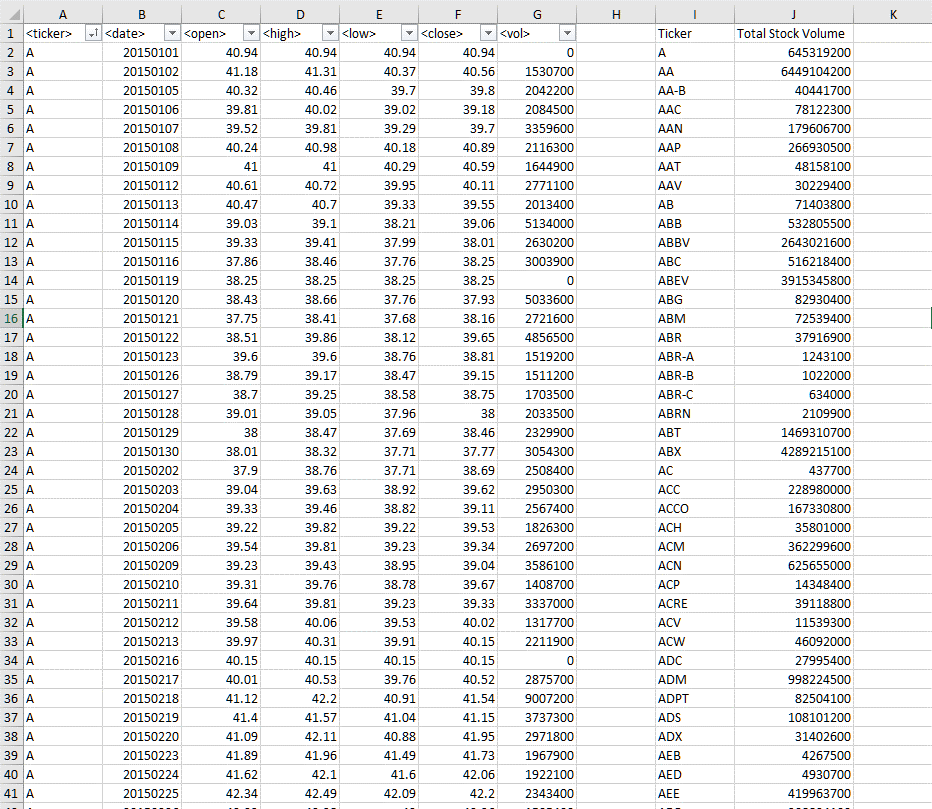 A B C D E F G H I J K
1 <ticker> <date> <open> <high> <low> <close> <vol> Ticker Total Stock Volume
2 A 20150101 40.94 40.94 40.94 40.94 0 A 645319200
3 A 20150102 41.18 41.31 40.37 40.56 1530700 AA 6449104200
4 A 20150105 40.32 40.46 39.7 39.8 2042200 AA-B 40441700
5 A 20150106 39.81 40.02 39.02 39.18 2084500 AAC 78122300
6 A 20150107 39.52 39.81 39.29 39.7 3359600 AAN 179606700
7 A 20150108 40.24 40.98 40.18 40.89 2116300 AAP 266930500
8 A 20150109 41 41 40.29 40.59 1644900 AAT 48158100
9 A 20150112 40.61 40.72 39.95 40.11 2771100 AAV 30229400
10 A 20150113 40.47 40.7 39.33 39.55 2013400 AB 71403800
11 A 20150114 39.03 39.1 38.21 39.06 5134000 ABB 532805500
12 A 20150115 39.33 39.41 37.99 38.01 2630200 ABBV 2643021600
13 A 20150116 37.86 38.46 37.76 38.25 3003900 ABC 516218400
14 A 20150119 38.25 38.25 38.25 38.25 0 ABEV 3915345800
15 A 20150120 38.43 38.66 37.76 37.93 5033600 ABG 82930400
16 A 20150121 37.75 38.41 37.68 38.16 2721600 ABM 72539400
17 A 20150122 38.51 39.86 38.12 39.65 4856500 ABR 37916900
18 A 20150123 39.6 39.6 38.76 38.81 1519200 ABR-A 1243100
19 A 20150126 38.79 39.17 38.47 39.15 1511200 ABR-B 1022000
20 A 20150127 38.7 39.25 38.58 38.75 1703500 ABR-C 634000
21 A 20150128 39.01 39.05 37.96 38 2033500 ABRN 2109900
22 A 20150129 38 38.47 37.69 38.46 2329900 ABT 1469310700
23 A 20150130 38.01 38.32 37.71 37.77 3054300 ABX 4289215100
24 A 20150202 37.9 38.76 37.71 38.69 2508400 AC 437700
25 A 20150203 39.04 39.63 38.92 39.62 2950300 ACC 228980000
26 A 20150204 39.33 39.46 38.82 39.11 2567400 ACCO 167330800
27 A 20150205 39.22 39.82 39.22 39.53 1826300 ACH 35801000
28 A 20150206 39.54 39.81 39.23 39.34 2697200 ACM 362299600
29 A 20150209 39.23 39.43 38.95 39.04 3586100 ACN 625655000
30 A 20150210 39.31 39.76 38.78 39.67 1408700 ACP 14348400
31 A 20150211 39.64 39.81 39.23 39.33 3337000 ACRE 39118800
32 A 20150212 39.58 40.06 39.53 40.02 1317700 ACV 11539300
33 A 20150213 39.97 40.31 39.91 40.15 2211900 ACW 46092000
34 A 20150216 40.15 40.15 40.15 40.15 0 ADC 27995400
35 A 20150217 40.01 40.53 39.76 40.52 2875700 ADM 998224500
36 A 20150218 41.12 42.2 40.91 41.54 9007200 ADPT 82504100
37 A 20150219 41.4 41.57 41.04 41.15 3737300 ADS 108101200
38 A 20150220 41.09 42.11 40.88 41.95 2971800 ADX 31402600
39 A 20150223 41.89 41.96 41.49 41.73 1967900 AEB 4267500
40 A 20150224 41.62 42.1 41.6 42.06 1922100 AED 4930700
41 A 20150225 42.34 42.49 42.09 42.2 2343400 AEE 419963700